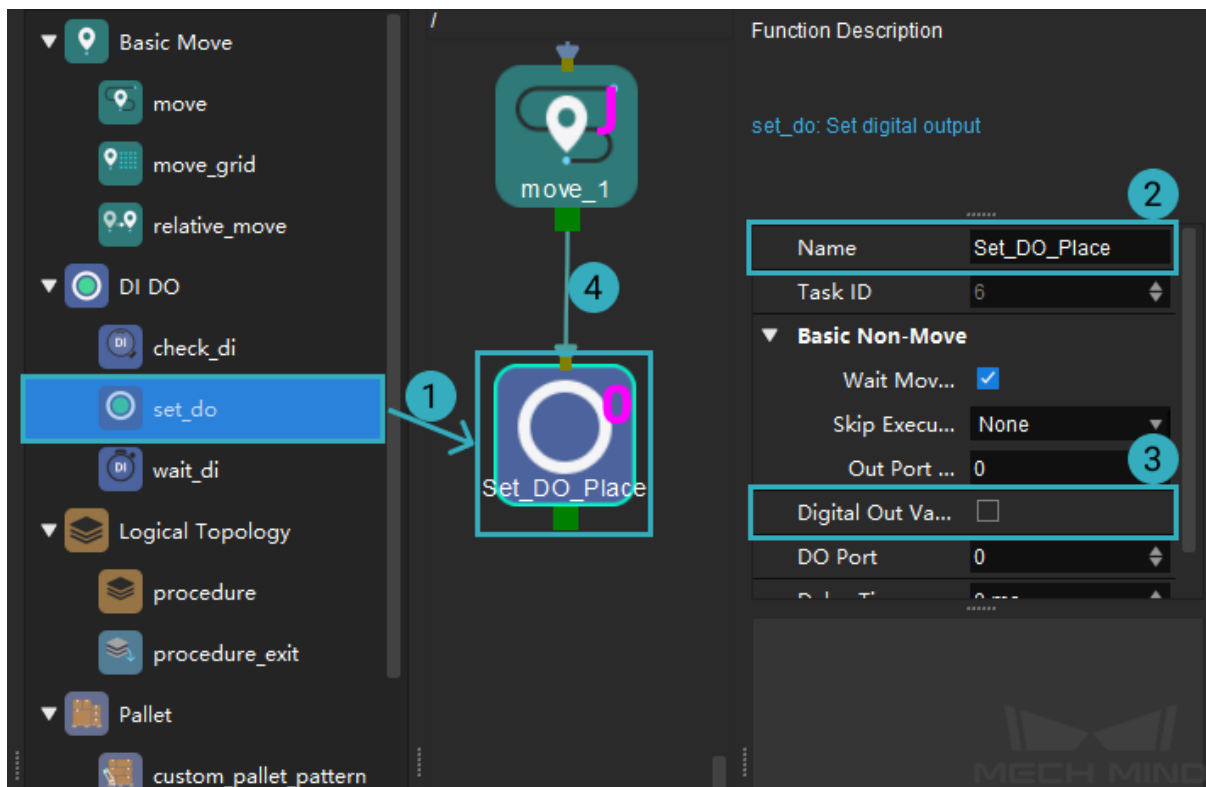 Basic Move
move
move_grid
relative_move
DI DO
DI
check_di
set_do
DI
wait_di
Logical Topology
procedure
procedure_exit
Pallet
custom_pallet_pattern
/
J
move_1
4
1
O
Set_DO_Place
Function Description
set_do: Set digital output
2
Name Set_DO_Place
Task ID 6
Basic Non-Move
Wait Mov...
Skip Execu... None
3
Out Port ... 0
Digital Out Va...
DO Port 0
MECH MIND